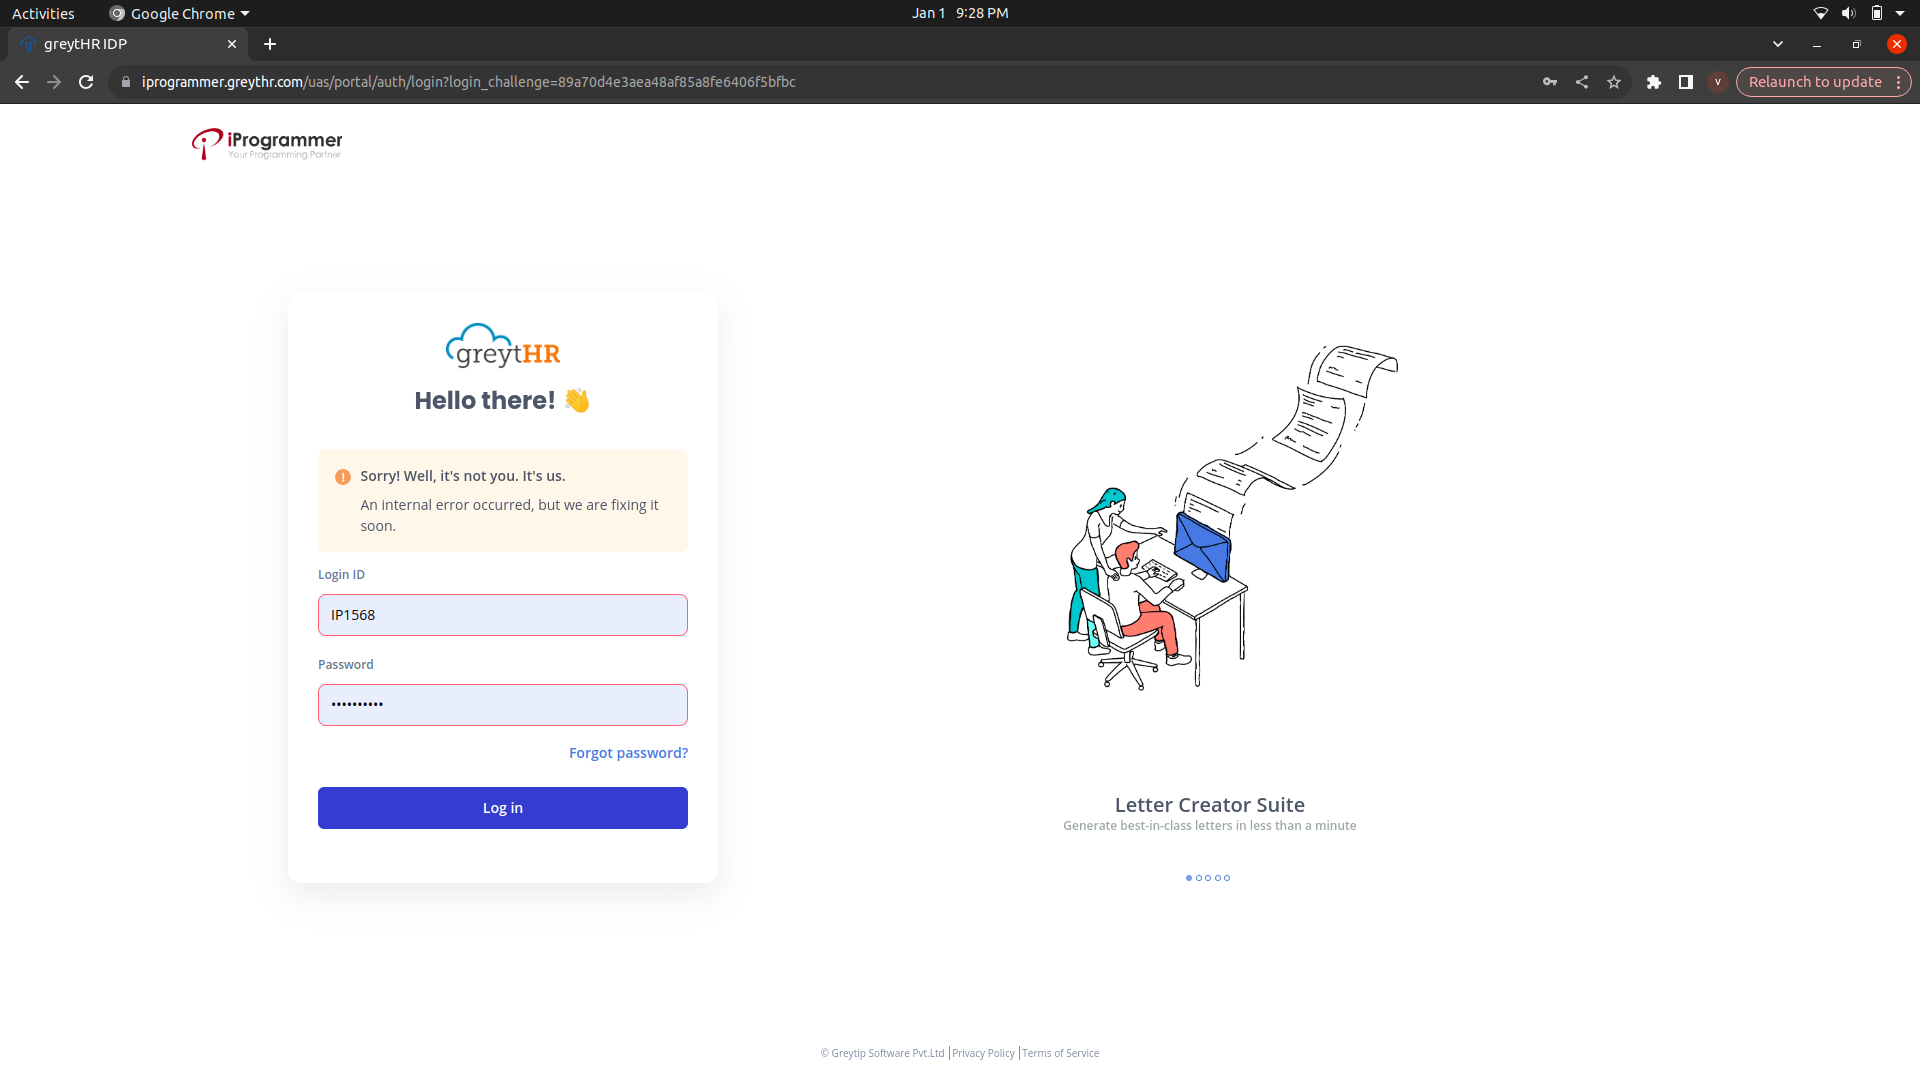 Activities
Google Chrome
Jan 1 9:28 PM
greytHR IDP
iprogrammer.greythr.com/uas/portal/auth/login?login_challenge=89a70d4e3aea48af85a8fe6406f5bfbc
V
Relaunch to update
iProgrammer
Your Programming Partner
greytHR
Hello there! 👋
Sorry! Well, it's not you. It's us.
An internal error occurred, but we are fixing it
soon.
Login ID
IP1568
Password
••••••••••
Forgot password?
Log in
Letter Creator Suite
Generate best-in-class letters in less than a minute
© Greytip Software Pvt.Ltd | Privacy Policy | Terms of Service